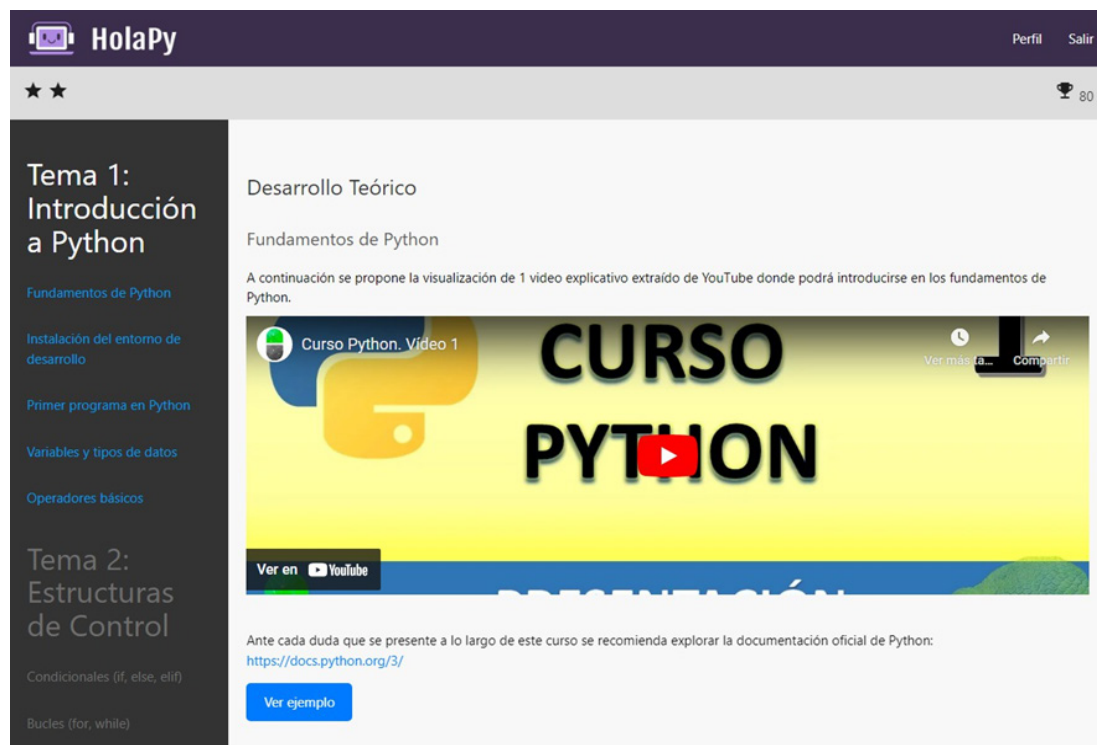 HolaPy
Perfil
Salir
80
Tema 1:
Introducción
a Python
Fundamentos de Python
Instalación del entorno de
desarrollo
Primer programa en Python
Variables y tipos de datos
Operadores básicos
Tema 2:
Estructuras
de Control
Condicionales (if, else, elif)
Bucles (for, while)
Desarrollo Teórico
Fundamentos de Python
A continuación se propone la visualización de 1 video explicativo extraído de YouTube donde podrá introducirse en los fundamentos de
Python.
Curso Python. Vídeo 1
Ver más ta...
Compartir
CURSO
PYTHON
Ver en YouTube
PRESENTACIÓN
Ante cada duda que se presente a lo largo de este curso se recomienda explorar la documentación oficial de Python:
https://docs.python.org/3/
Ver ejemplo